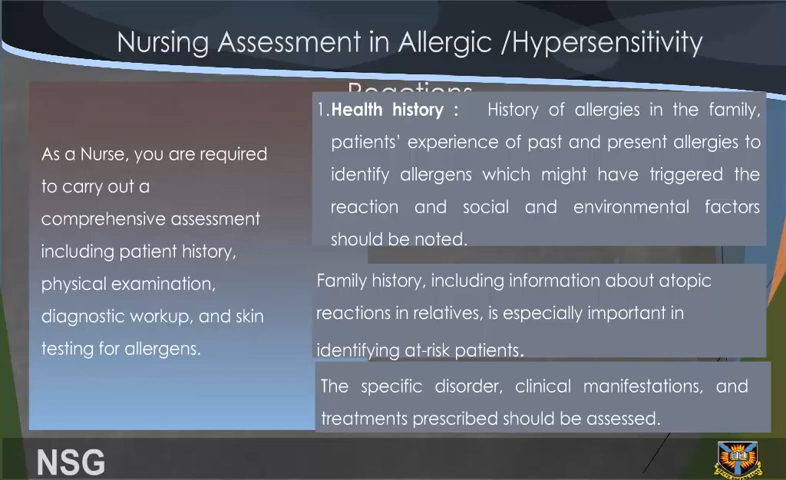 Nursing Assessment in Allergic /Hypersensitivity
Reactions
As a Nurse, you are required
to carry out a
comprehensive assessment
including patient history,
physical examination,
diagnostic workup, and skin
testing for allergens.
1.Health history : History of allergies in the family,
patients’ experience of past and present allergies to
identify allergens which might have triggered the
reaction and social and environmental factors
should be noted.
Family history, including information about atopic
reactions in relatives, is especially important in
identifying at-risk patients.
The specific disorder, clinical manifestations, and
treatments prescribed should be assessed.
NSG